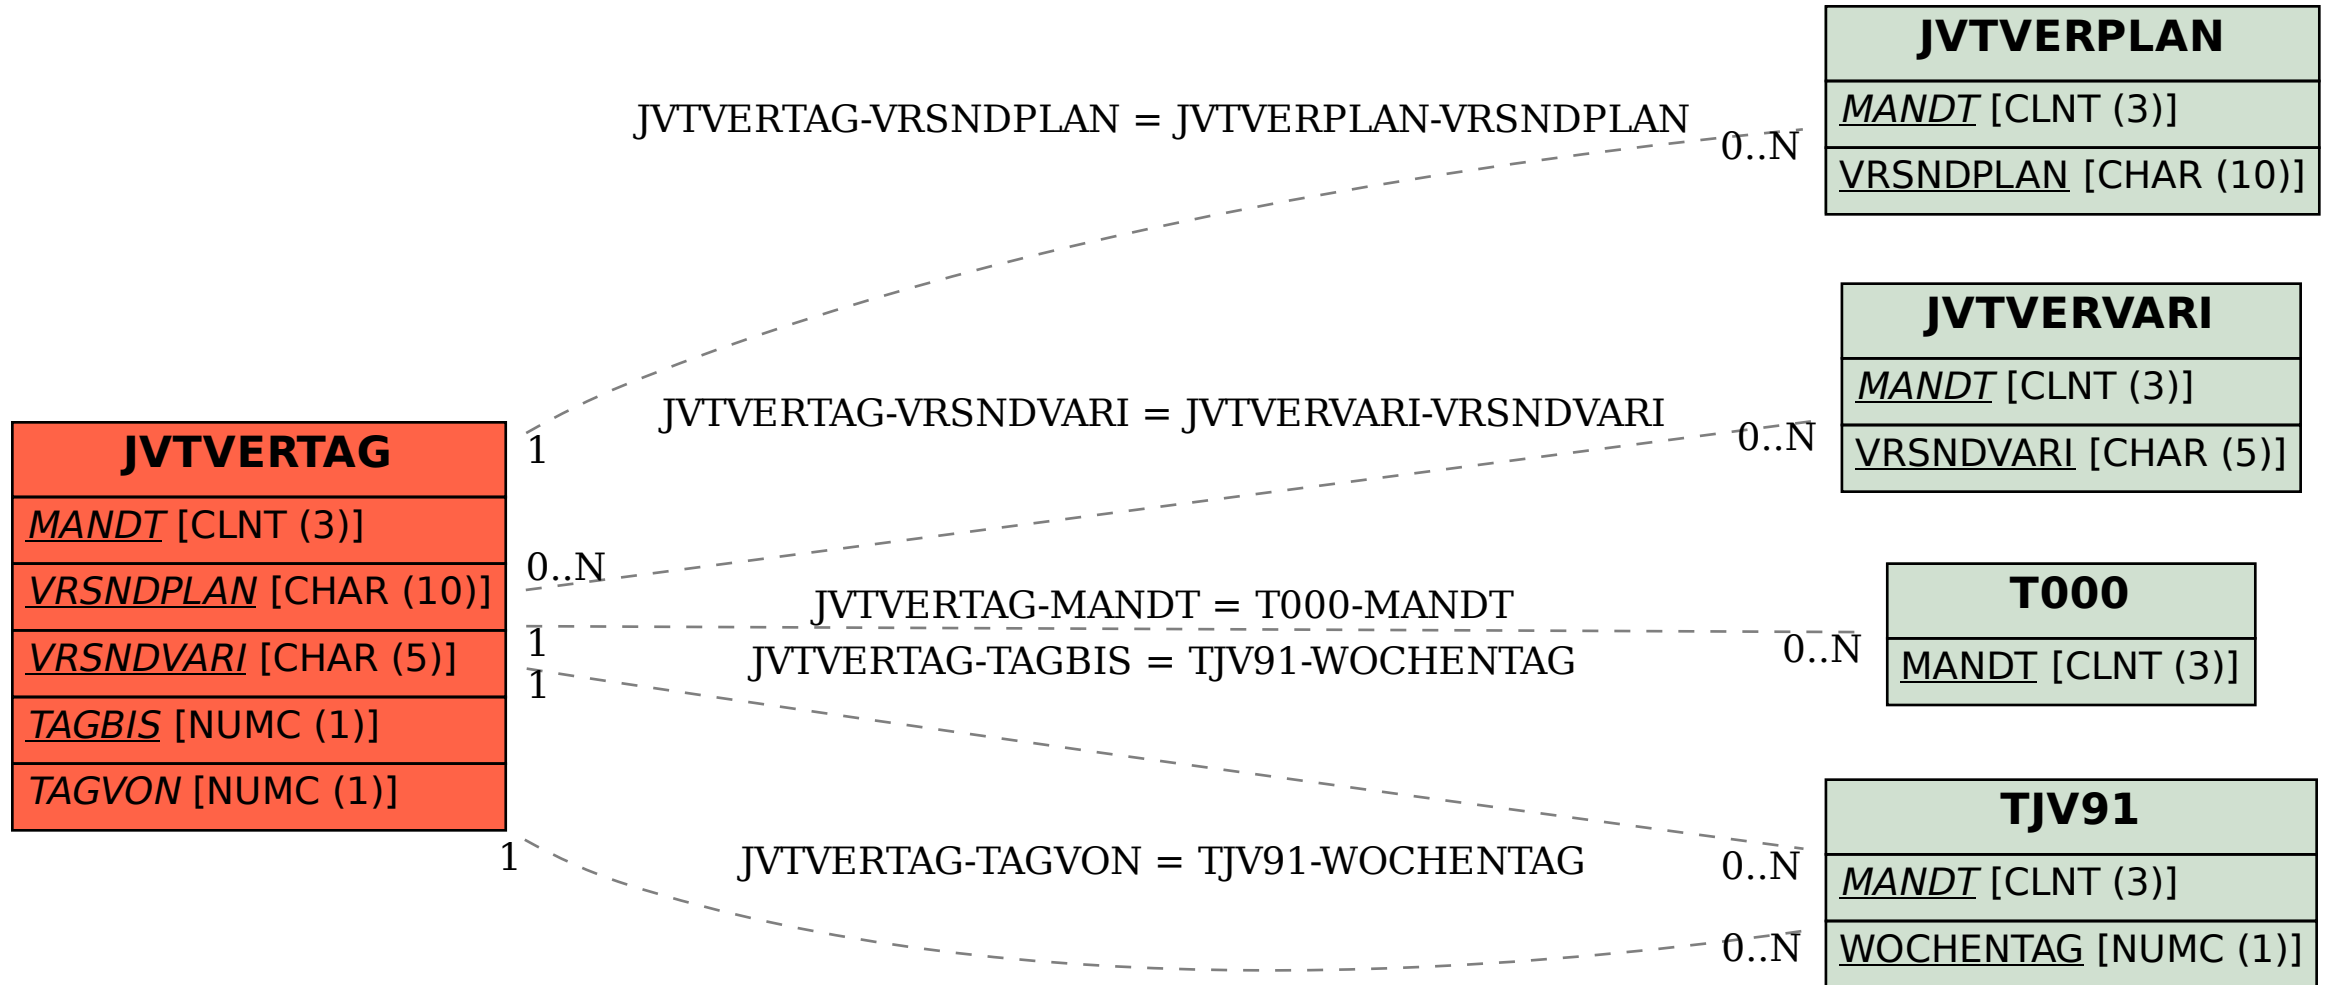 JVTVERPLAN
MANDT [CLNT (3)]
VRSNDPLAN [CHAR (10)]
JVTVERTAG-VRSNDPLAN = JVTVERPLAN-VRSNDPLAN
0..N
JVTVERVARI
MANDT [CLNT (3)]
VRSNDVARI [CHAR (5)]
JVTVERTAG-VRSNDVARI = JVTVERVARI-VRSNDVARI
0..N
1
JVTVERTAG
MANDT [CLNT (3)]
VRSNDPLAN [CHAR (10)]
VRSNDVARI [CHAR (5)]
TAGBIS [NUMC (1)]
TAGVON [NUMC (1)]
0..N
JVTVERTAG-MANDT = T000-MANDT
1
0..N
T000
MANDT [CLNT (3)]
JVTVERTAG-TAGBIS = TJV91-WOCHENTAG
1
0..N
JVTVERTAG-TAGVON = TJV91-WOCHENTAG
1
0..N
TJV91
MANDT [CLNT (3)]
WOCHENTAG [NUMC (1)]